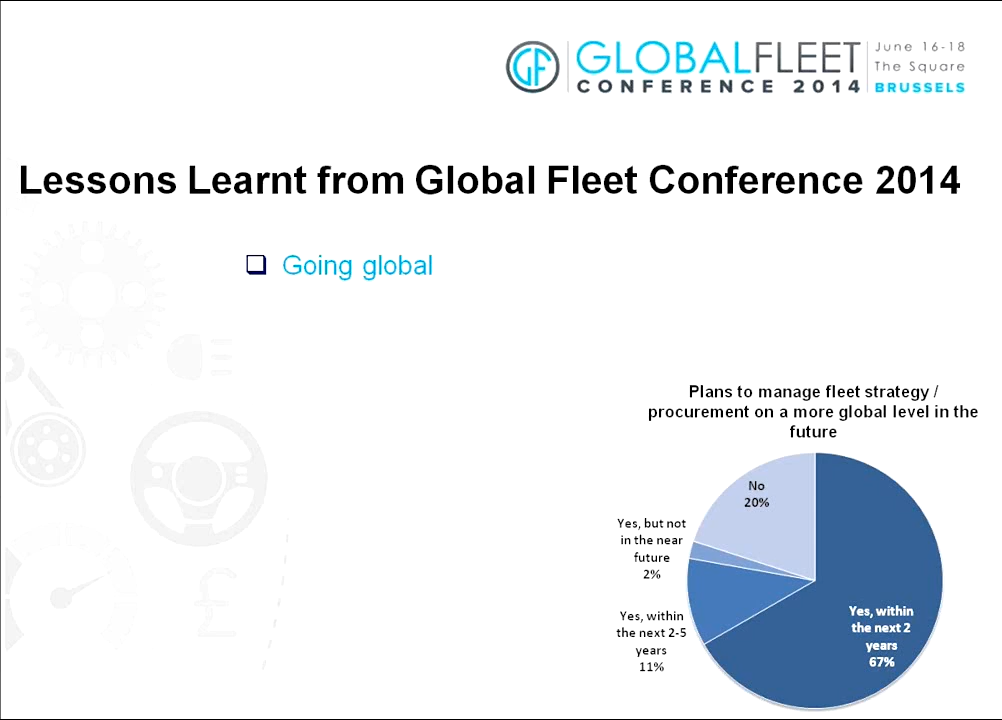 GF
GLOBALFLEET
CONFERENCE 2014
June 16-18
The Square
BRUSSELS
Lessons Learnt from Global Fleet Conference 2014
Going global
Plans to manage fleet strategy /
procurement on a more global level in the
future
No
20%
Yes, but not
in the near
future
2%
Yes, within
the next 2-5
years
11%
Yes, within
the next 2
years
67%
£